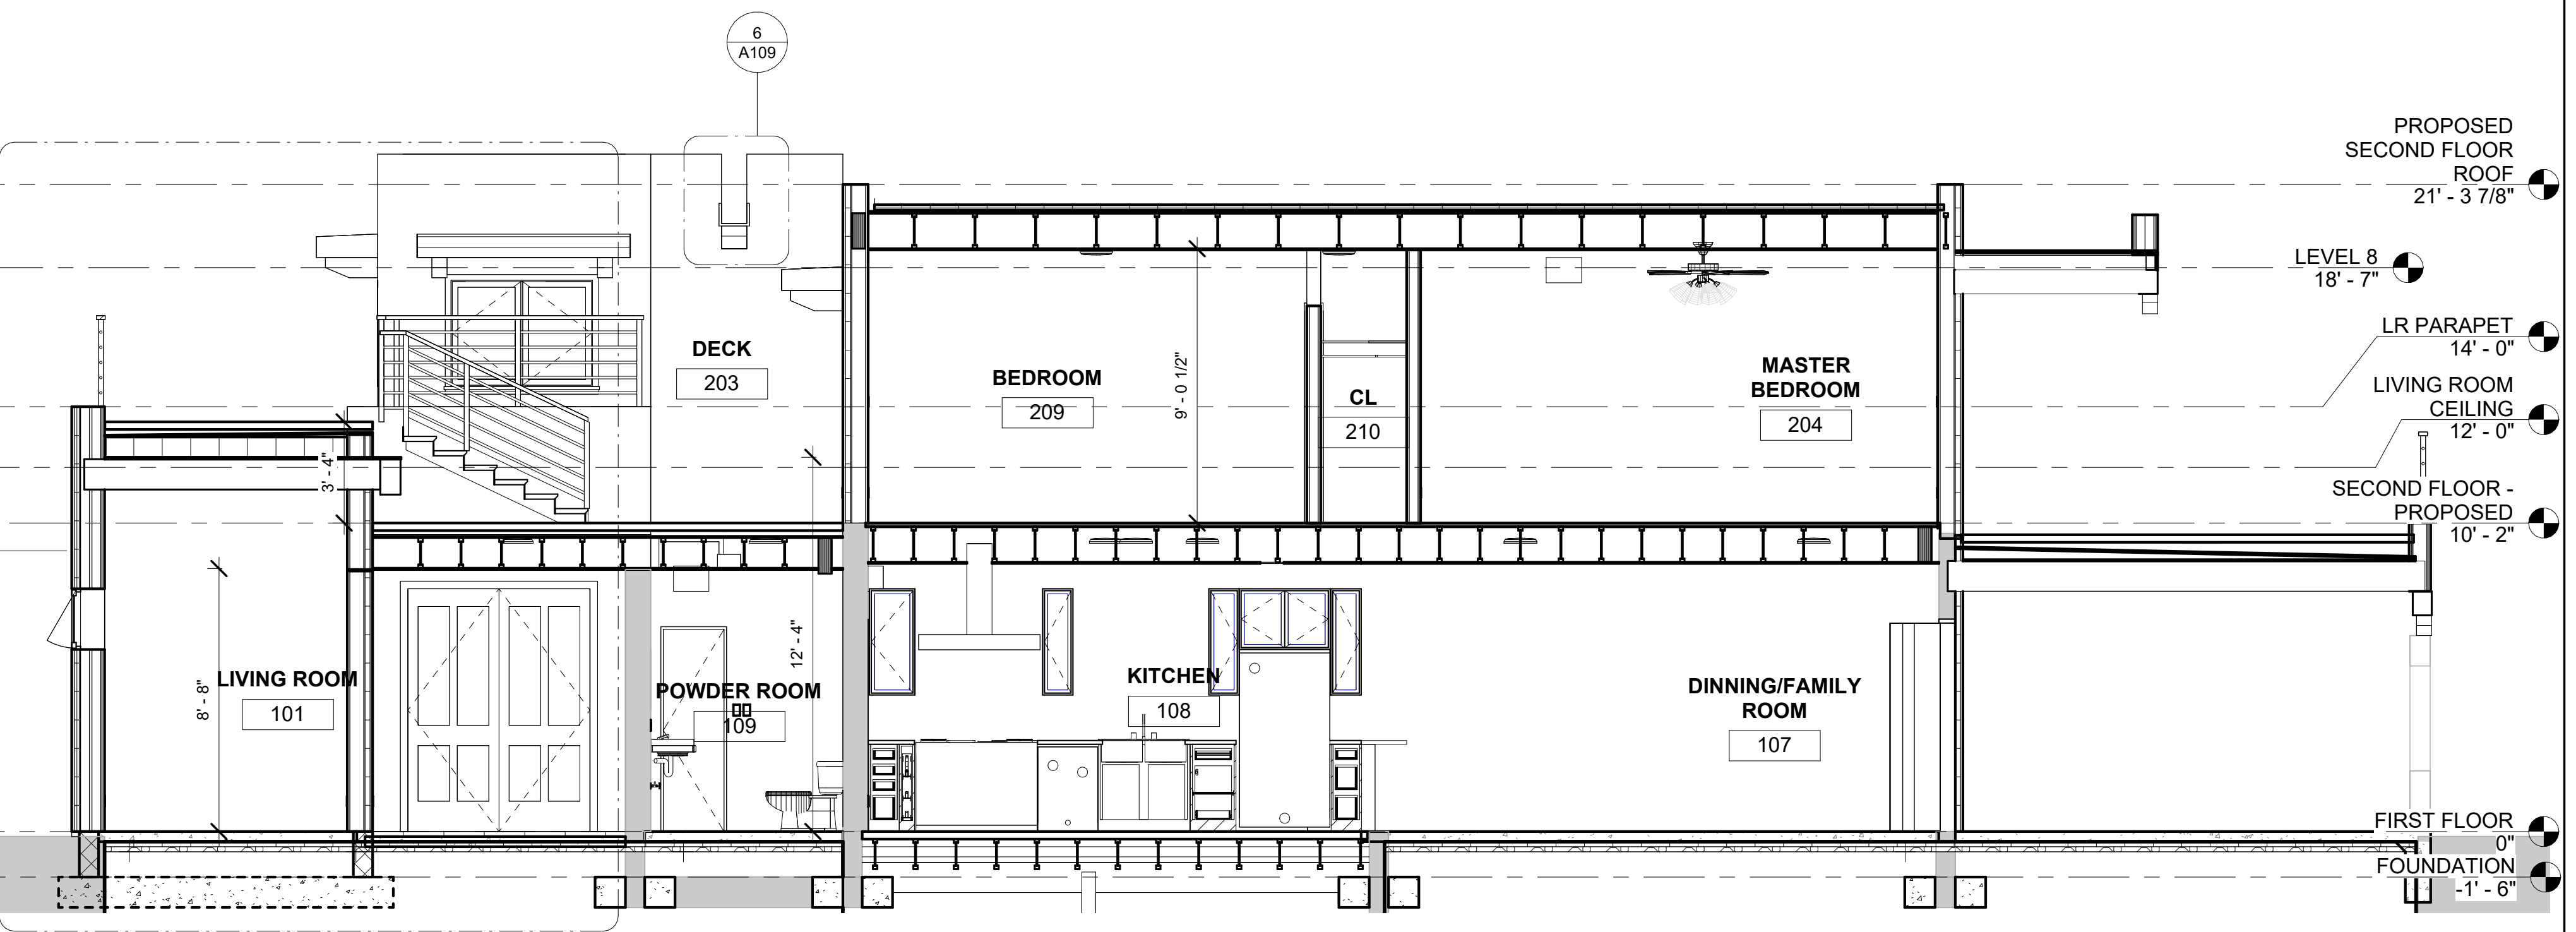 6
A109
PROPOSED
SECOND FLOOR
ROOF
21' - 3 7/8"
LEVEL 8
18' - 7"
LR PARAPET
14' - 0"
LIVING ROOM
CEILING
12' - 0"
SECOND FLOOR -
PROPOSED
10' - 2"
FIRST FLOOR
0"
FOUNDATION
-1' - 6"
DECK
203
BEDROOM
209
9' - 0 1/2"
CL
210
MASTER
BEDROOM
204
3' - 4"
8' - 8"
LIVING ROOM
101
POWDER ROOM
109
12' - 4"
KITCHEN
108
DINNING/FAMILY
ROOM
107